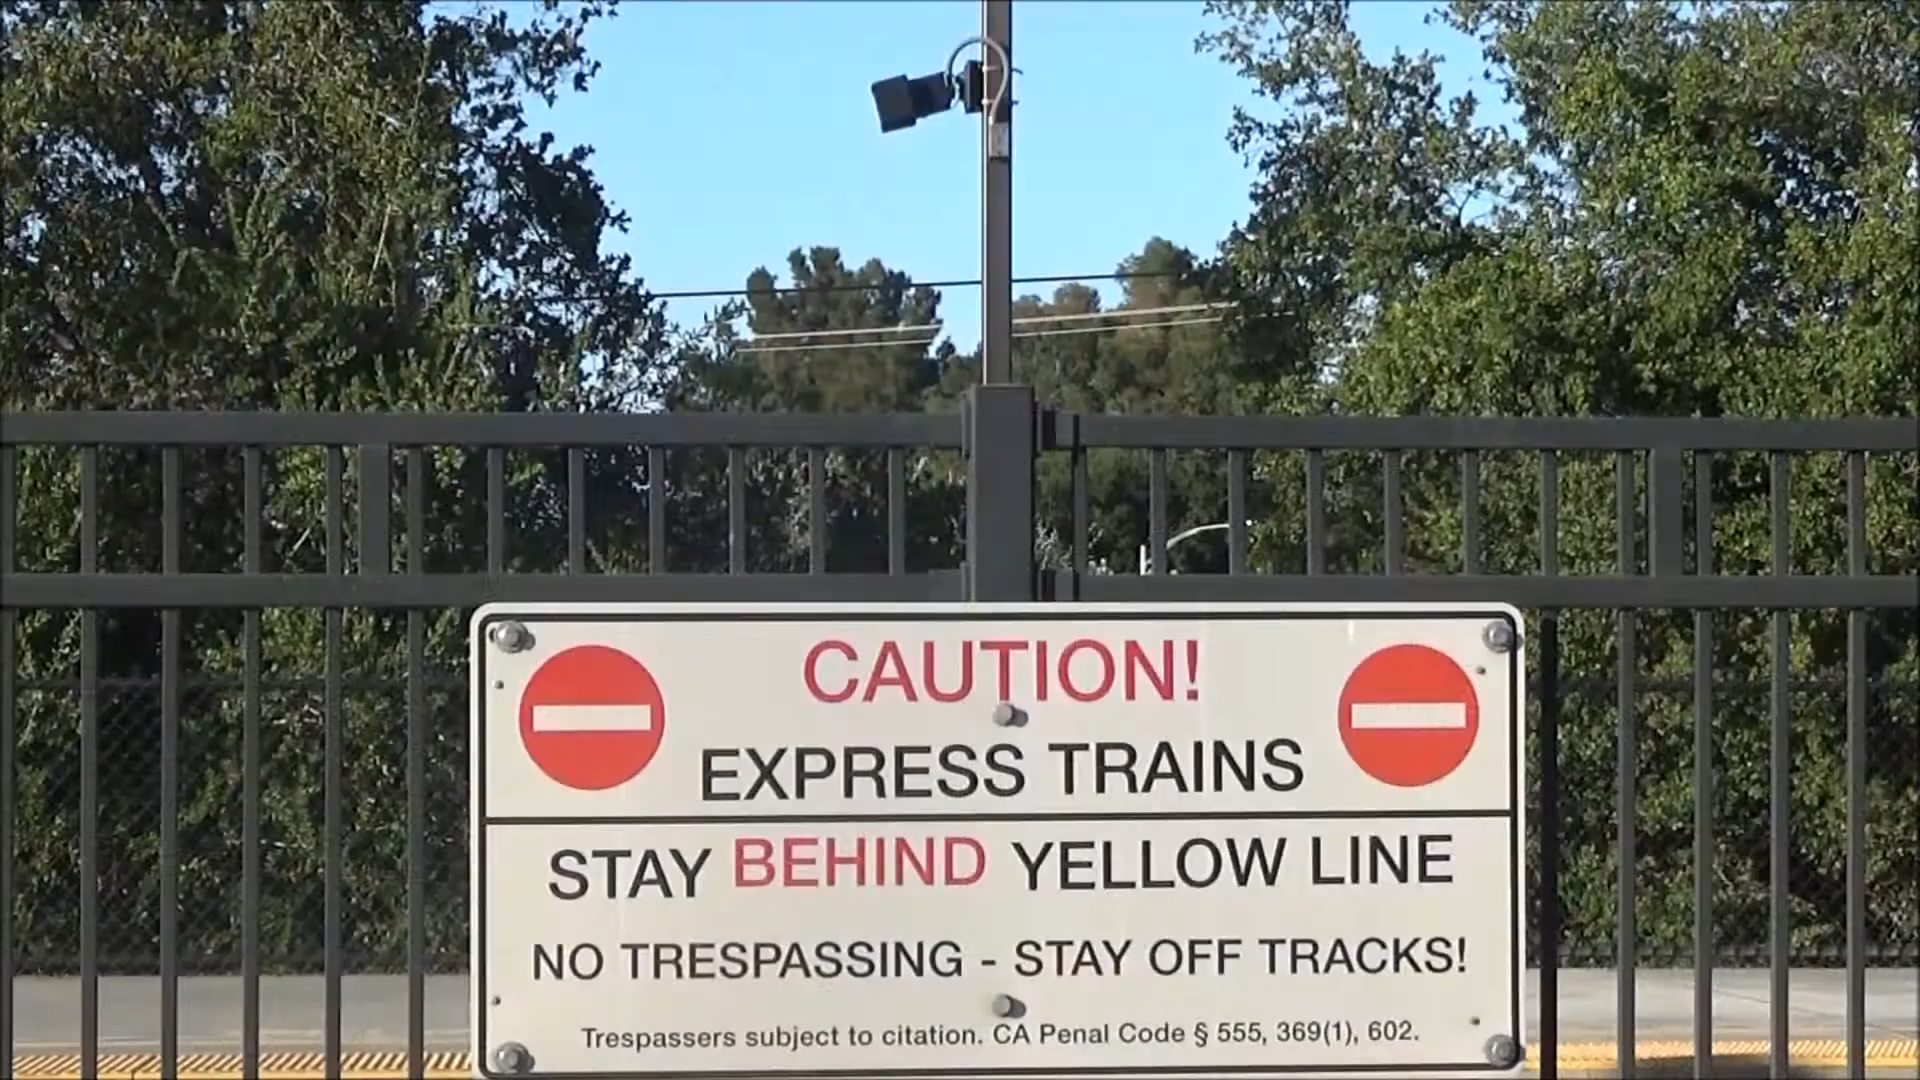 CAUTION!
EXPRESS TRAINS
STAY BEHIND YELLOW LINE
NO TRESPASSING - STAY OFF TRACKS!
Trespassers subject to citation. CA Penal Code § 555, 369(1), 602.